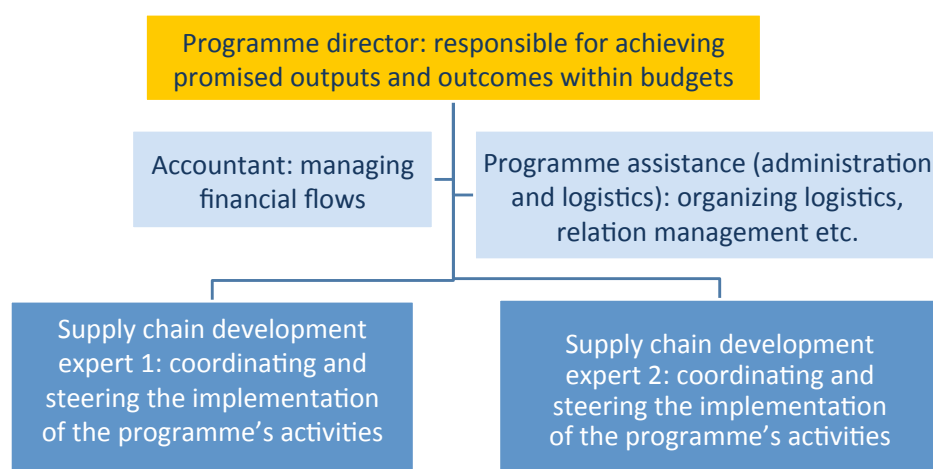 Programme director: responsible for achieving
promised outputs and outcomes within budgets
Accountant: managing
financial flows
Programme assistance (administration
and logistics): organizing logistics,
relation management etc.
Supply chain development
expert 1: coordinating and
steering the implementation
of the programme’s activities
Supply chain development
expert 2: coordinating and
steering the implementation
of the programme’s activities